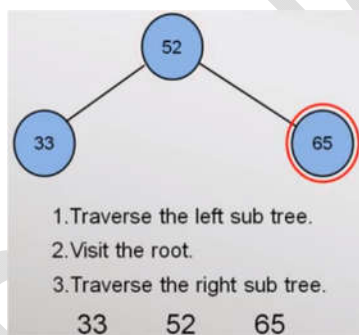 52
33 65
1.Traverse the left sub tree.
2.Visit the root.
3.Traverse the right sub tree.
33 52 65